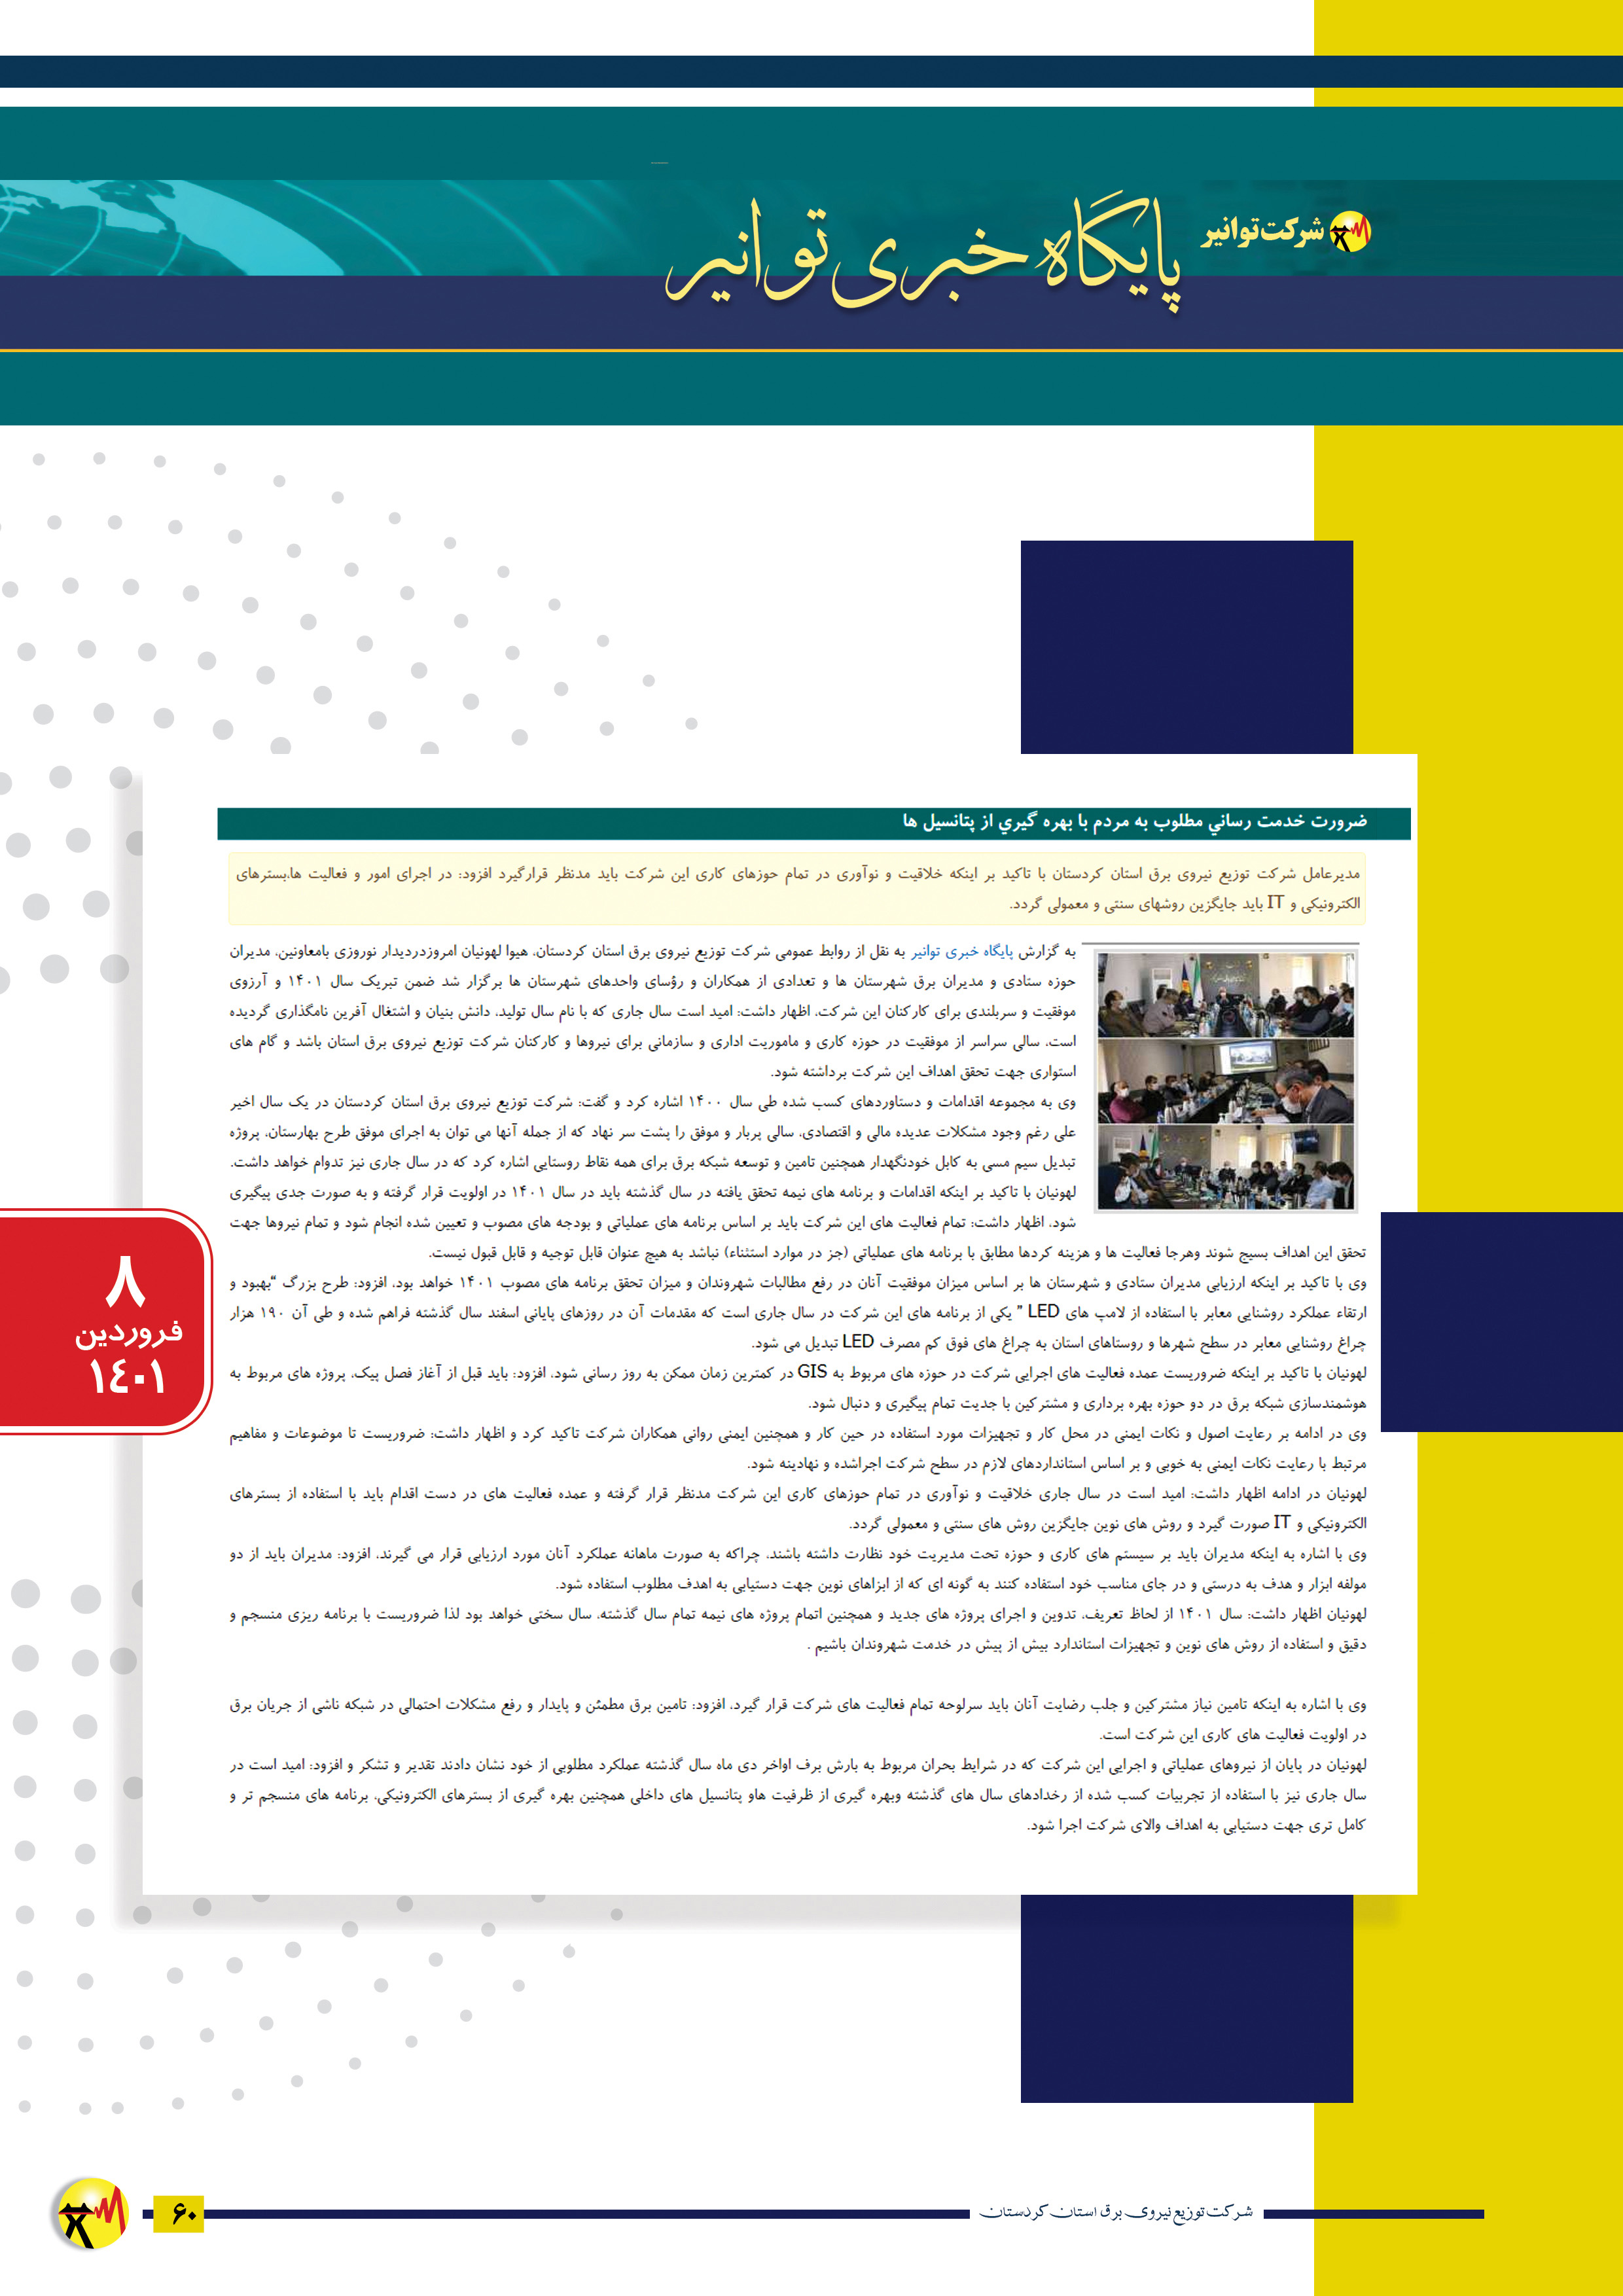 شرکت توانیر
پایگاه خبری توانیر
ضرورت خدمت رساني مطلوب به مردم با بهره گيري از پتانسيل ها
مدیرعامل شرکت توزیع نیروی برق استان کردستان با تاکید بر اینکه خلاقیت و نوآوری در تمام حوزهای کاری این شرکت باید مدنظر قرارگیرد افزود: در اجرای امور و فعالیت ها،بسترهای
الکترونیکی و IT باید جایگزین روشهای سنتی و معمولی گردد.
به گزارش پایگاه خبری توانیر به نقل از روابط عمومی شرکت توزیع نیروی برق استان کردستان، هیوا لهونیان امروزدردیدار نوروزی بامعاونین، مدیران
حوزه ستادی و مدیران برق شهرستان ها و تعدادی از همکاران و رؤسای واحدهای شهرستان ها برگزار شد ضمن تبریک سال ۱۴۰۱ و آرزوی
موفقیت و سربلندی برای کارکنان این شرکت، اظهار داشت: امید است سال جاری که با نام سال تولید، دانش بنیان و اشتغال آفرین نامگذاری گردیده
است، سالی سراسر از موفقیت در حوزه کاری و ماموریت اداری و سازمانی برای نیروها و کارکنان شرکت توزیع نیروی برق استان باشد و گام های
استواری جهت تحقق اهداف این شرکت برداشته شود.
وی به مجموعه اقدامات و دستاوردهای کسب شده طی سال ۱۴۰۰ اشاره کرد و گفت: شرکت توزیع نیروی برق استان کردستان در یک سال اخیر
علی رغم وجود مشکلات عدیده مالی و اقتصادی، سالی پربار و موفق را پشت سر نهاد که از جمله آنها می توان به اجرای موفق طرح بهارستان، پروژه
تبدیل سیم مسی به کابل خودنگهدار همچنین تامین و توسعه شبکه برق برای همه نقاط روستایی اشاره کرد که در سال جاری نیز تدوام خواهد داشت.
لهونیان با تاکید بر اینکه اقدامات و برنامه های نیمه تحقق یافته در سال گذشته باید در سال ۱۴۰۱ در اولویت قرار گرفته و به صورت جدی پیگیری
شود، اظهار داشت: تمام فعالیت های این شرکت باید بر اساس برنامه های عملیاتی و بودجه های مصوب و تعیین شده انجام شود و تمام نیروها جهت
تحقق این اهداف بسیج شوند وهرجا فعالیت ها و هزینه کردها مطابق با برنامه های عملیاتی (جز در موارد استثناء) نباشد به هیچ عنوان قابل توجیه و قابل قبول نیست.
وی با تاکید بر اینکه ارزیابی مدیران ستادی و شهرستان ها بر اساس میزان موفقیت آنان در رفع مطالبات شهروندان و میزان تحقق برنامه های مصوب ۱۴۰۱ خواهد بود، افزود: طرح بزرگ “بهبود و
ارتقاء عملکرد روشنایی معابر با استفاده از لامپ های LED ” یکی از برنامه های این شرکت در سال جاری است که مقدمات آن در روزهای پایانی اسفند سال گذشته فراهم شده و طی آن ۱۹۰ هزار
چراغ روشنایی معابر در سطح شهرها و روستاهای استان به چراغ های فوق کم مصرف LED تبدیل می شود.
لهونیان با تاکید بر اینکه ضروریست عمده فعالیت های اجرایی شرکت در حوزه های مربوط به GIS در کمترین زمان ممکن به روز رسانی شود، افزود: باید قبل از آغاز فصل پیک، پروژه های مربوط به
هوشمندسازی شبکه برق در دو حوزه بهره برداری و مشترکین با جدیت تمام پیگیری و دنبال شود.
وی در ادامه بر رعایت اصول و نکات ایمنی در محل کار و تجهیزات مورد استفاده در حین کار و همچنین ایمنی روانی همکاران شرکت تاکید کرد و اظهار داشت: ضروریست تا موضوعات و مفاهیم
مرتبط با رعایت نکات ایمنی به خوبی و بر اساس استانداردهای لازم در سطح شرکت اجراشده و نهادینه شود.
لهونیان در ادامه اظهار داشت: امید است در سال جاری خلاقیت و نوآوری در تمام حوزهای کاری این شرکت مدنظر قرار گرفته و عمده فعالیت های در دست اقدام باید با استفاده از بسترهای
الکترونیکی و IT صورت گیرد و روش های نوین جایگزین روش های سنتی و معمولی گردد.
وی با اشاره به اینکه مدیران باید بر سیستم های کاری و حوزه تحت مدیریت خود نظارت داشته باشند، چراکه به صورت ماهانه عملکرد آنان مورد ارزیابی قرار می گیرند، افزود: مدیران باید از دو
مولفه ابزار و هدف به درستی و در جای مناسب خود استفاده کنند به گونه ای که از ابزاهای نوین جهت دستیابی به اهدف مطلوب استفاده شود.
لهونیان اظهار داشت: سال ۱۴۰۱ از لحاظ تعریف، تدوین و اجرای پروژه های جدید و همچنین اتمام پروژه های نیمه تمام سال گذشته، سال سختی خواهد بود لذا ضروریست با برنامه ریزی منسجم و
دقیق و استفاده از روش های نوین و تجهیزات استاندارد بیش از پیش در خدمت شهروندان باشیم .
وی با اشاره به اینکه تامین نیاز مشترکین و جلب رضایت آنان باید سرلوحه تمام فعالیت های شرکت قرار گیرد، افزود: تامین برق مطمئن و پایدار و رفع مشکلات احتمالی در شبکه ناشی از جریان برق
در اولویت فعالیت های کاری این شرکت است.
لهونیان در پایان از نیروهای عملیاتی و اجرایی این شرکت که در شرایط بحران مربوط به بارش برف اواخر دی ماه سال گذشته عملکرد مطلوبی از خود نشان دادند تقدیر و تشکر و افزود: امید است در
سال جاری نیز با استفاده از تجربیات کسب شده از رخدادهای سال های گذشته وبهره گیری از ظرفیت هاو پتانسیل های داخلی همچنین بهره گیری از بسترهای الکترونیکی، برنامه های منسجم تر و
کامل تری جهت دستیابی به اهداف والای شرکت اجرا شود.
۸
فروردین
۱٤۰۱
شرکت توزیع نیروی برق استان کردستان
۶۰